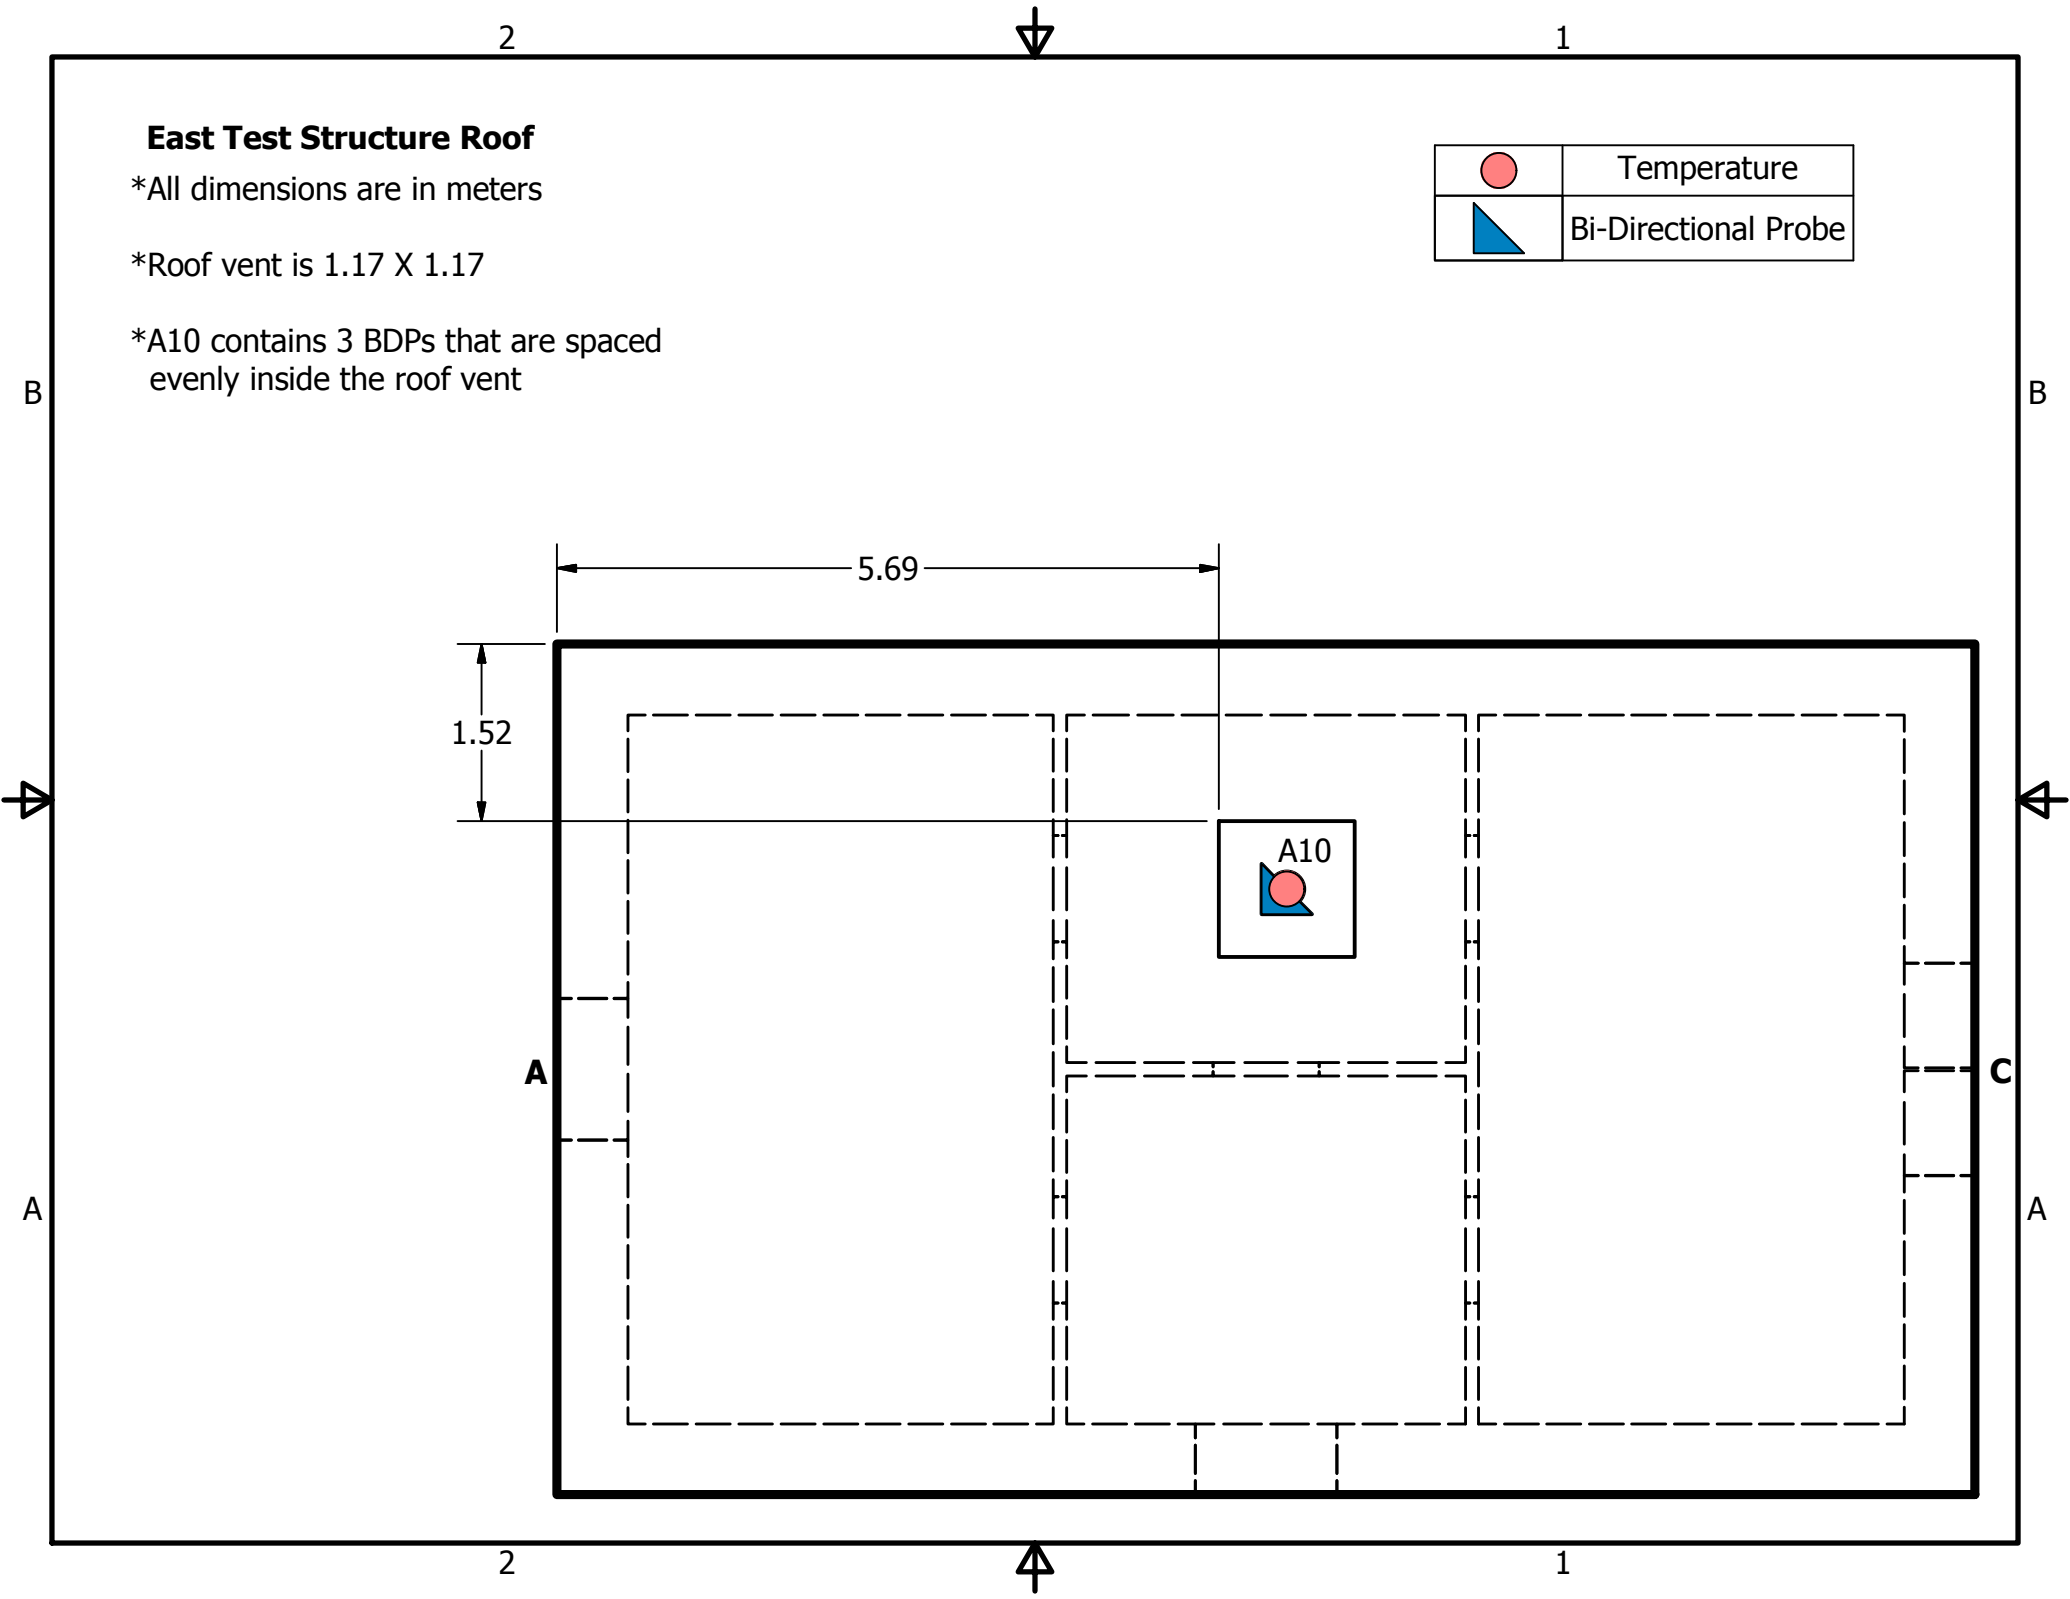 2
1
East Test Structure Roof
*All dimensions are in meters
*Roof vent is 1.17 X 1.17
*A10 contains 3 BDPs that are spaced
evenly inside the roof vent
Temperature
Bi-Directional Probe
B
B
5.69
1.52
A10
A
C
A
A
2
1